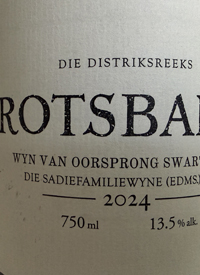 DIE DISTRIKSREEKS
ROTSBA
WYN VAN OORSPRONG SWAR
DIE SADIEFAMILIEWYNE (EDMS
2024
750 ml 13.5% alk.